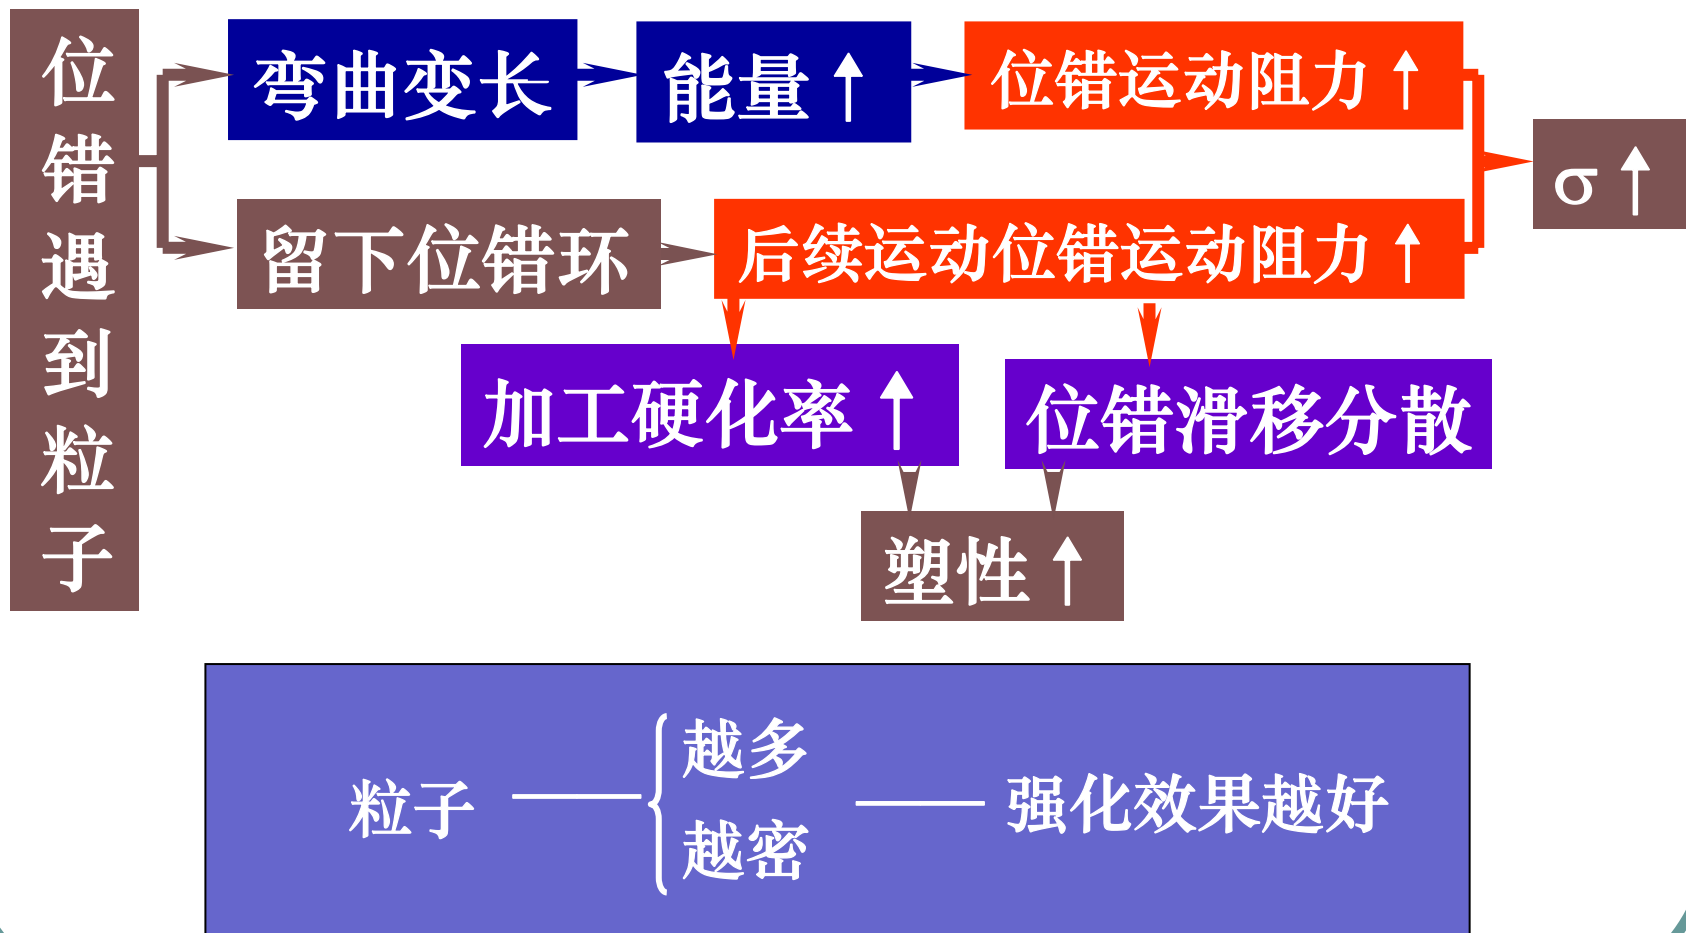 位错遇到粒子
弯曲变长
能量↑
位错运动阻力↑
σ↑
留下位错环
后续运动位错运动阻力↑
加工硬化率↑
位错滑移分散
塑性↑
粒子
越多
越密
强化效果越好